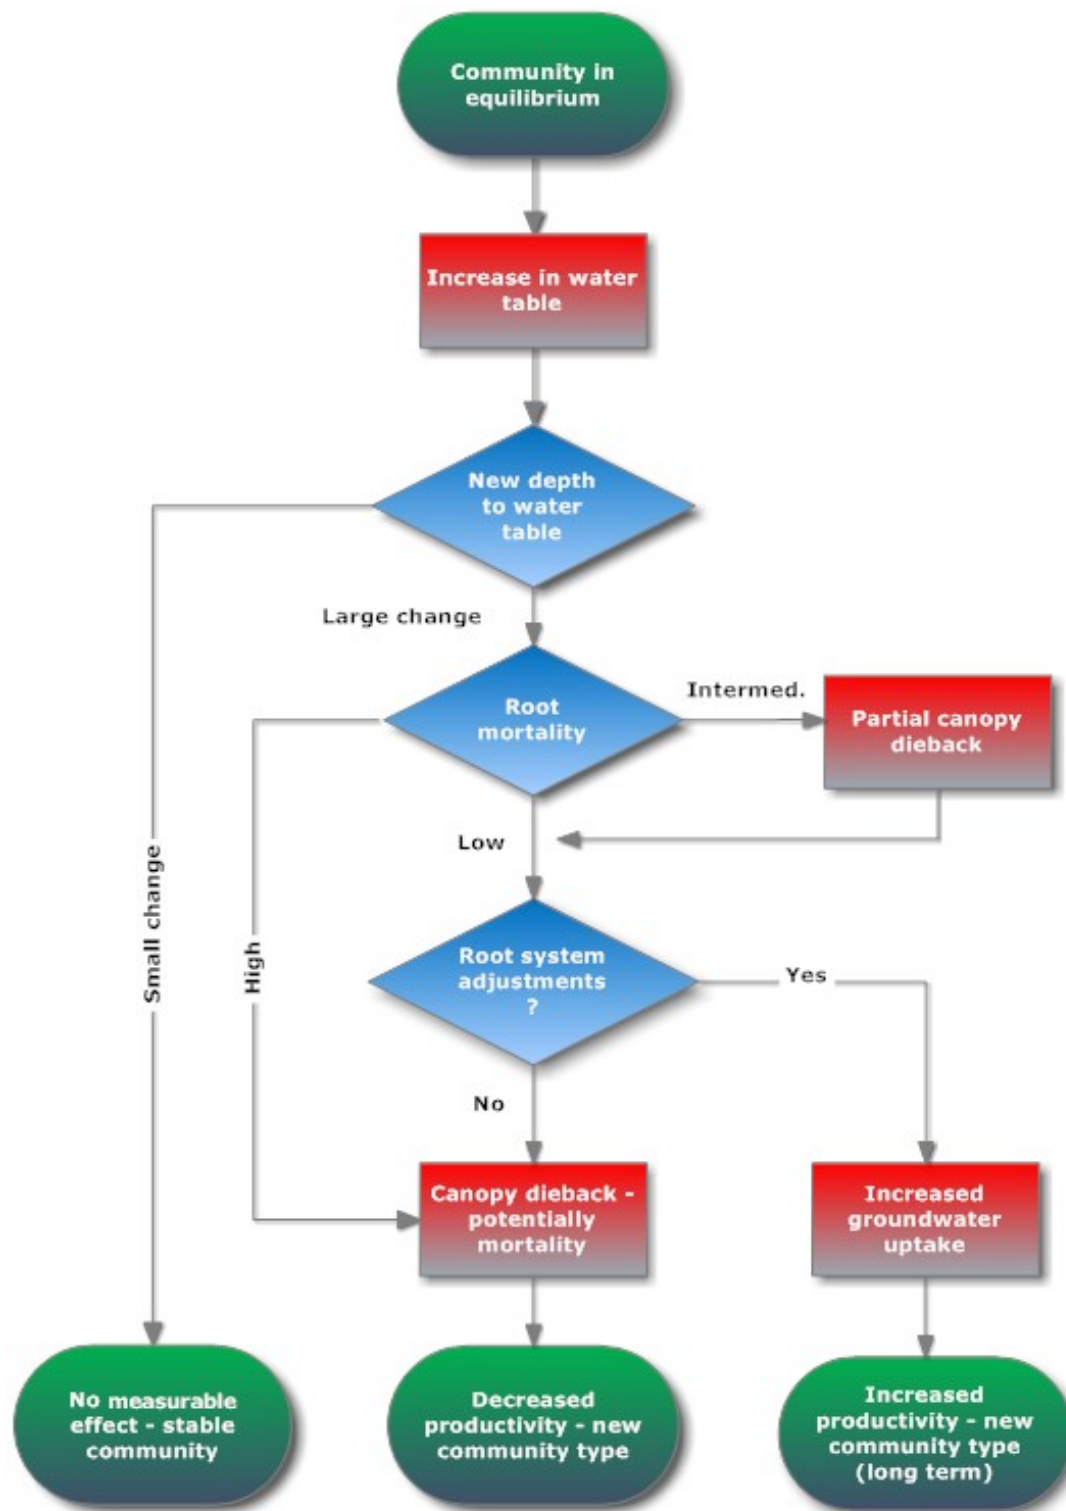 Community in
equilibrium
Increase in water
table
New depth
to water
table
Large change
Small change
Root
mortality
Intermed.
Partial canopy
dieback
High
Low
Root system
adjustments
?
Yes
No
Canopy dieback -
potentially
mortality
Increased
groundwater
uptake
No measurable
effect - stable
community
Decreased
productivity - new
community type
Increased
productivity - new
community type
(long term)